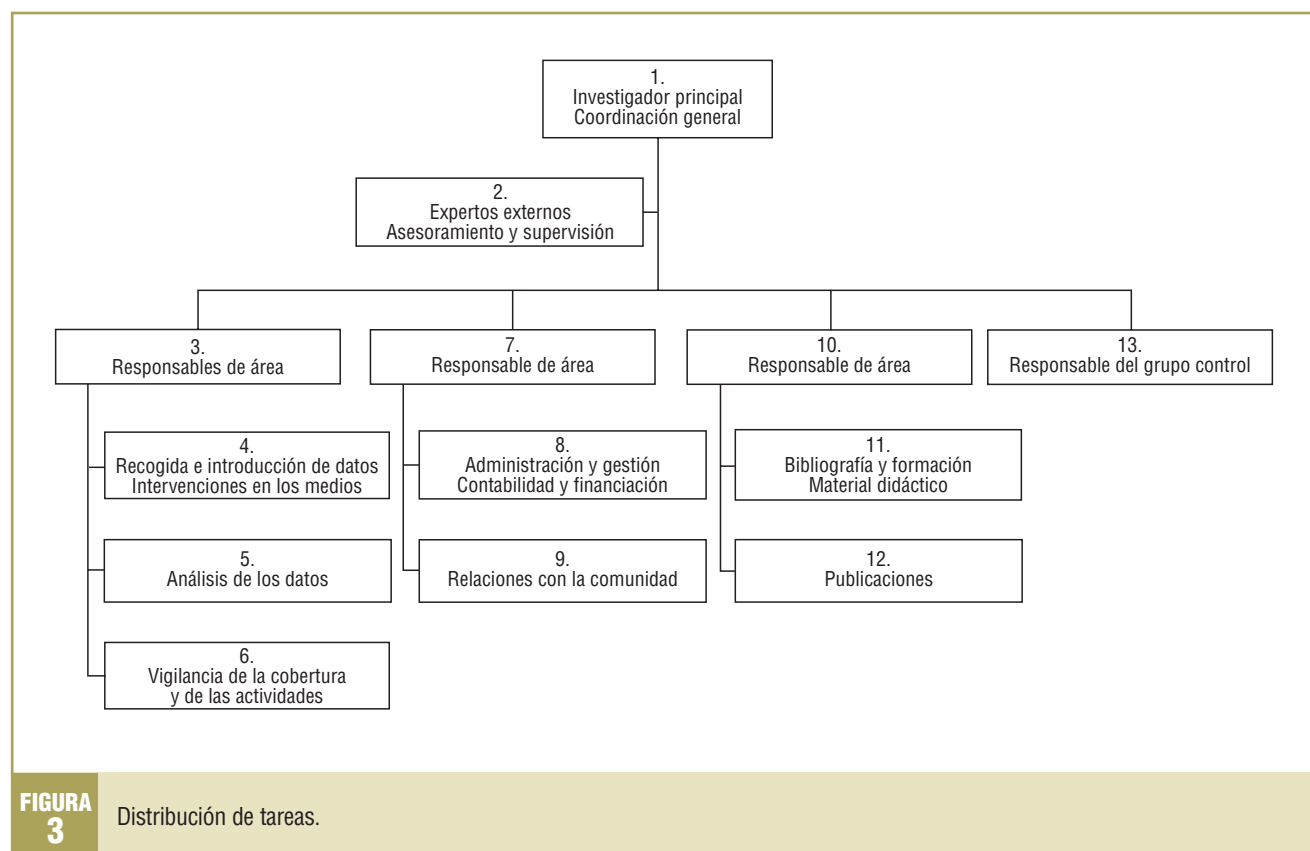 1.
Investigador principal
Coordinación general
2.
Expertos externos
Asesoramiento y supervisión
3.
Responsables de área
7.
Responsable de área
10.
Responsable de área
13.
Responsable del grupo control
4.
Recogida e introducción de datos
Intervenciones en los medios
8.
Administración y gestión
Contabilidad y financiación
11.
Bibliografía y formación
Material didáctico
5.
Análisis de los datos
9.
Relaciones con la comunidad
12.
Publicaciones
6.
Vigilancia de la cobertura
y de las actividades
FIGURA
3
Distribución de tareas.